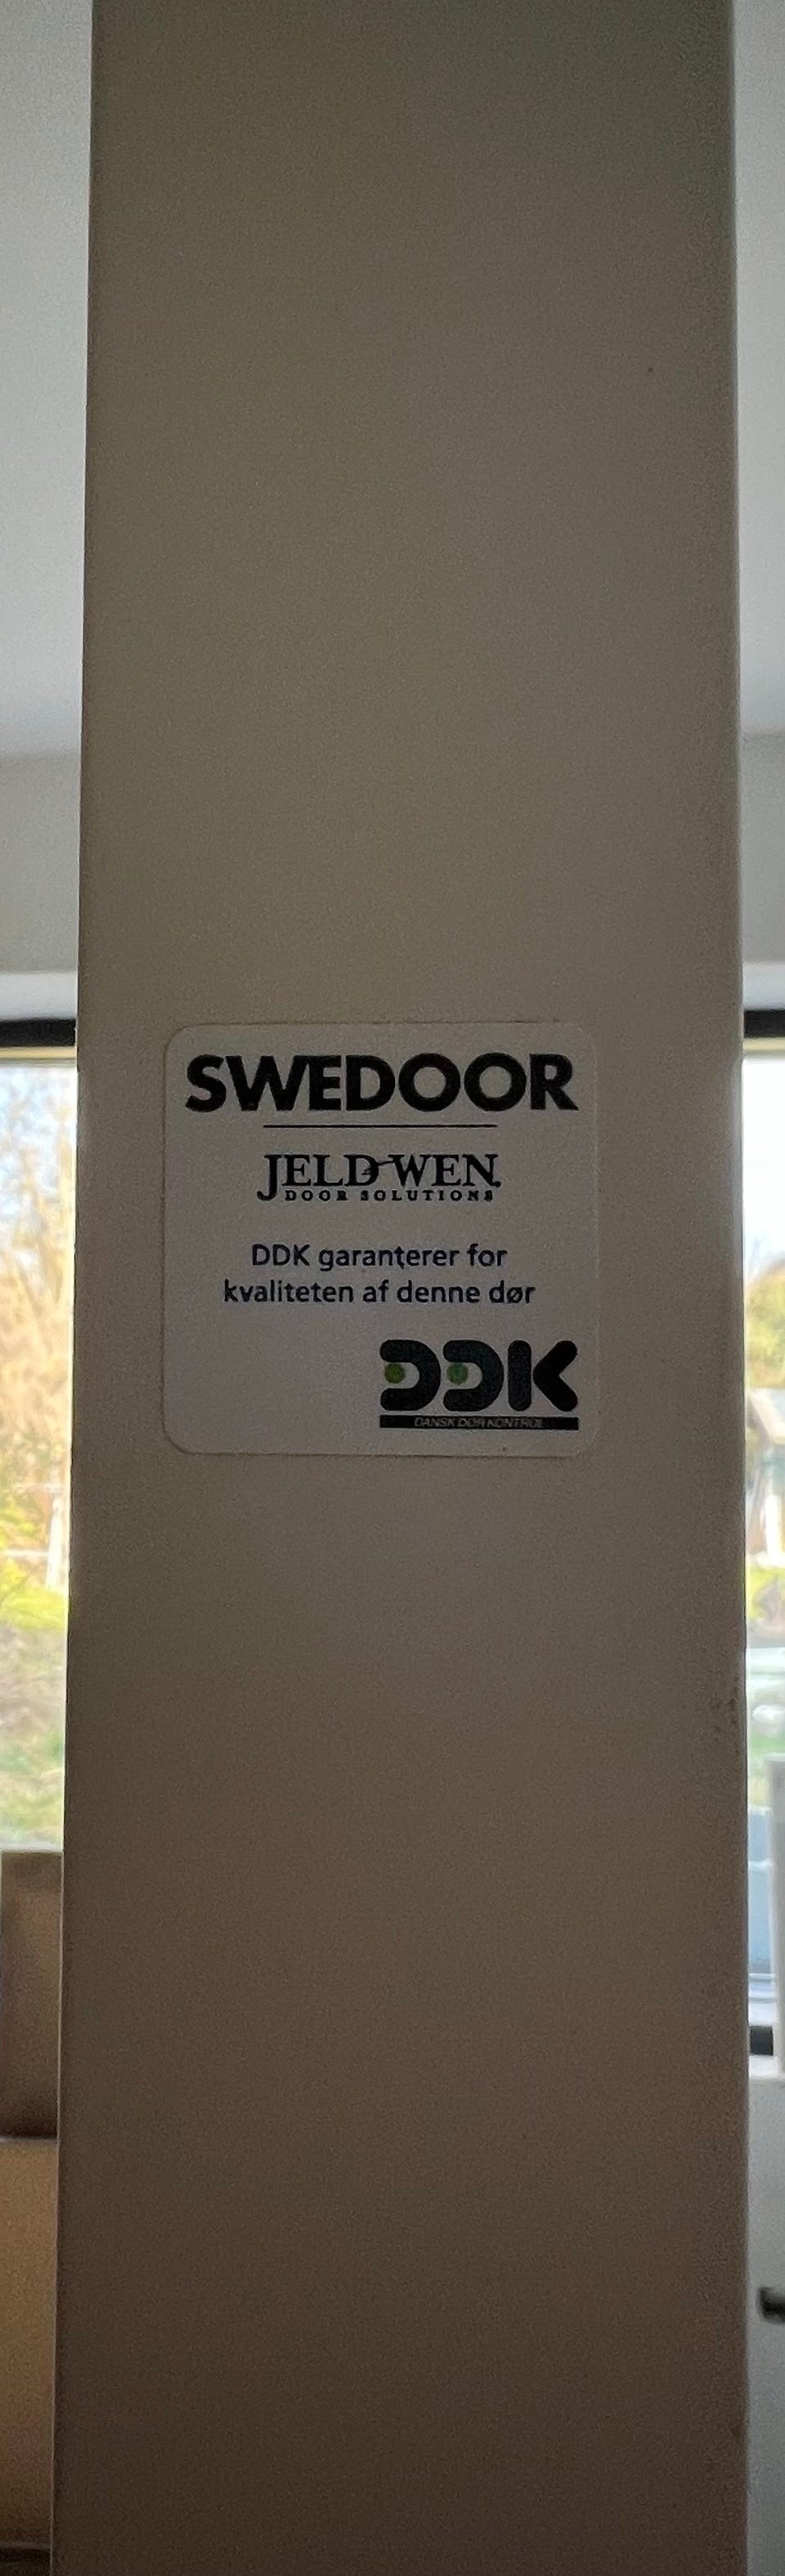 SWEDOOR
JELD-WEN
DOOR SOLUTIONS
DDK garanterer for
kvaliteten af denne dør
DDK
DANSK DØR KONTROL